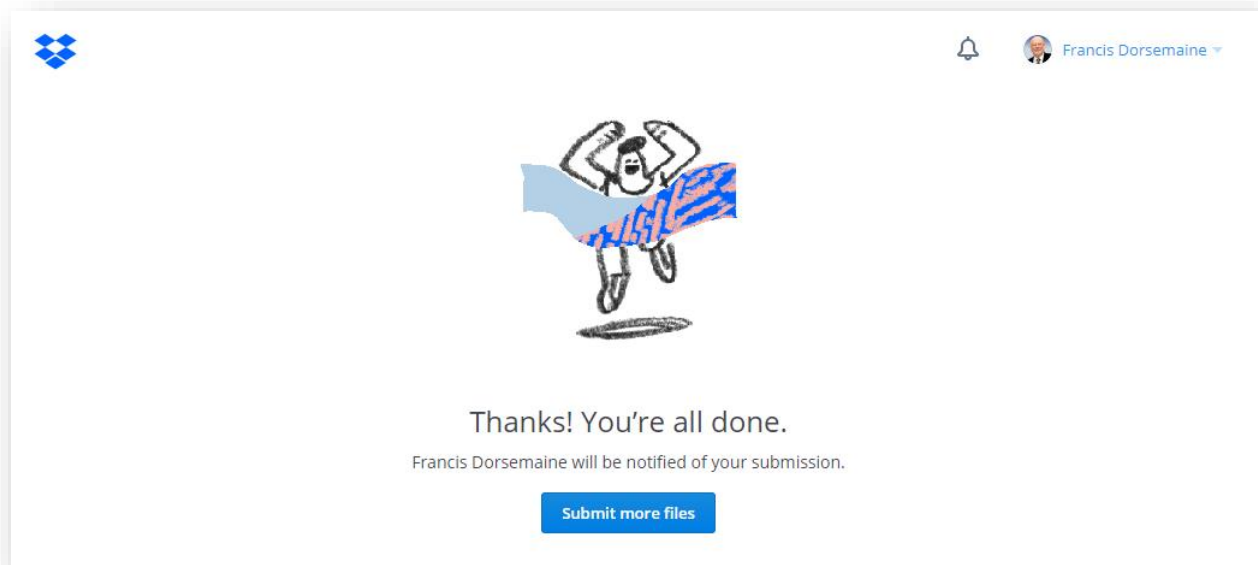 Francis Dorsemaine
Thanks! You’re all done.
Francis Dorsemaine will be notified of your submission.
Submit more files